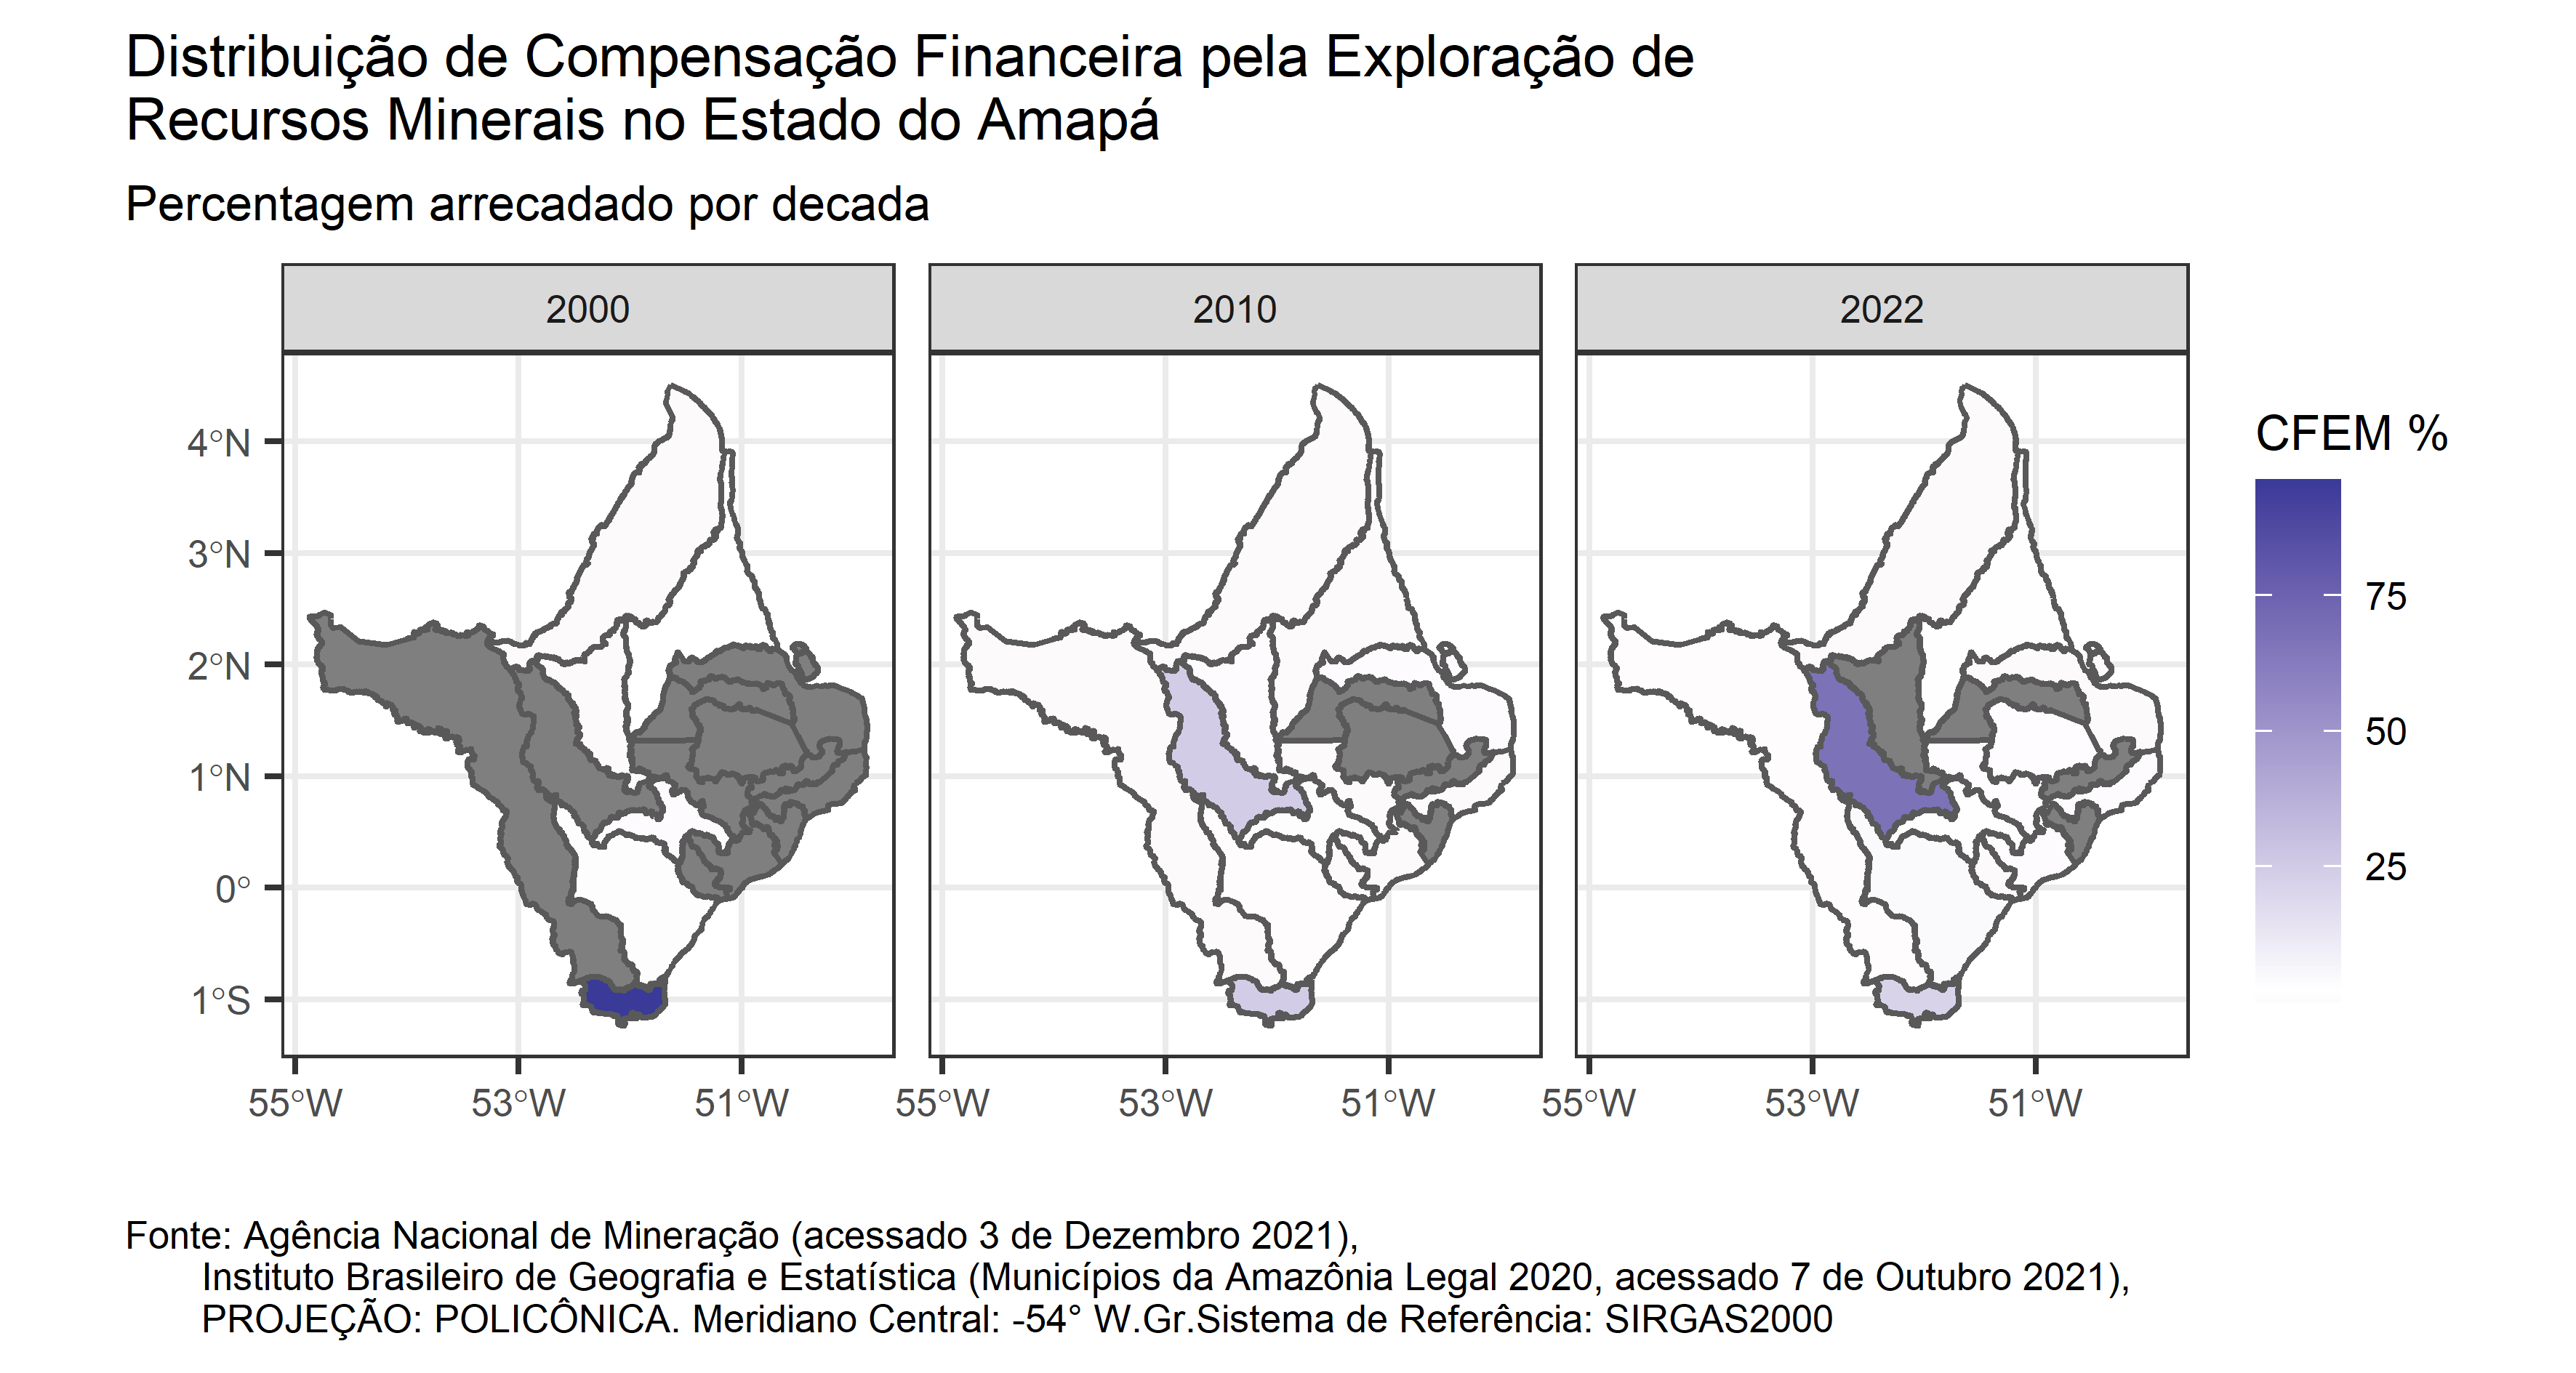 Distribuição de Compensação Financeira pela Exploração de
Recursos Minerais no Estado do Amapá
Percentagem arrecadado por decada
2000
2010
2022
4°N
3°N
2°N
1°N
0°
1°S
55°W
53°W
51°W
55°W
53°W
51°W
55°W
53°W
51°W
CFEM %
75
50
25
Fonte: Agência Nacional de Mineração (acessado 3 de Dezembro 2021),
Instituto Brasileiro de Geografia e Estatística (Municípios da Amazônia Legal 2020, acessado 7 de Outubro 2021),
PROJEÇÃO: POLICÔNICA. Meridiano Central: -54° W.Gr.Sistema de Referência: SIRGAS2000